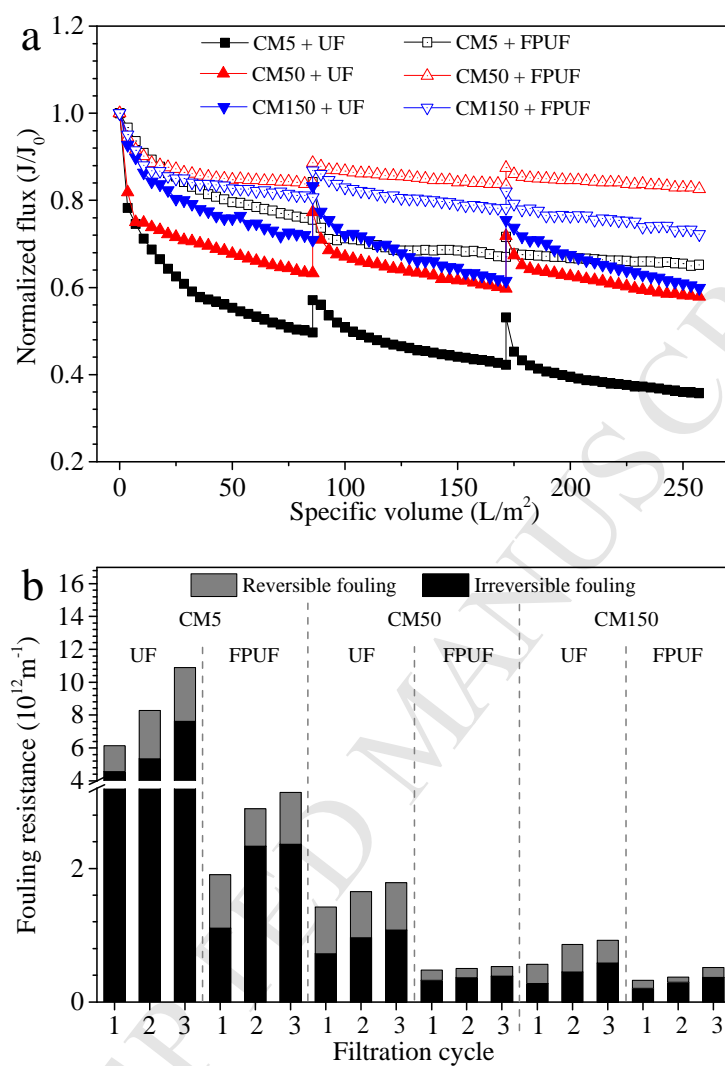 a
1.2
1.0
0.8
0.6
0.4
0.2
Normalized flux (J/J0)
CM5 + UF
CM50 + UF
CM150 + UF
CM5 + FPUF
CM50 + FPUF
CM150 + FPUF
0 50 100 150 200 250
Specific volume (L/m²)
b
16
14
12
10
8
6
4
2
0
Fouling resistance (10¹²m⁻¹)
Reversible fouling Irreversible fouling
CM5 CM50 CM150
UF FPUF UF FPUF UF FPUF
1 2 3 1 2 3 1 2 3 1 2 3 1 2 3 1 2 3
Filtration cycle
EPTED MANUSCR